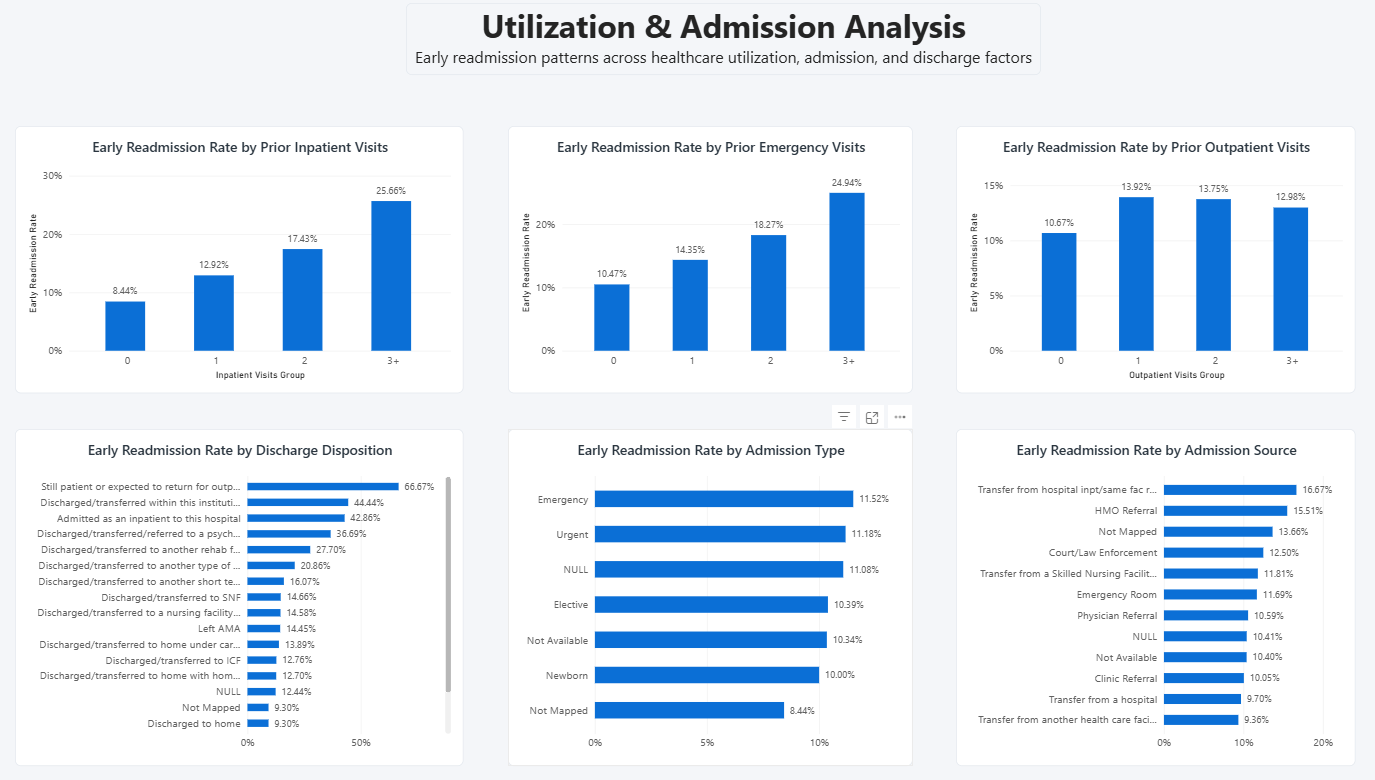 Utilization & Admission Analysis
Early readmission patterns across healthcare utilization, admission, and discharge factors
Early Readmission Rate by Prior Inpatient Visits
30%
20%
10%
0%
Early Readmission Rate
8.44%
12.92%
17.43%
25.66%
0
1
2
3+
Inpatient Visits Group
Early Readmission Rate by Prior Emergency Visits
20%
10%
0%
Early Readmission Rate
10.47%
14.35%
18.27%
24.94%
0
1
2
3+
Early Readmission Rate by Prior Outpatient Visits
15%
10%
5%
0%
Early Readmission Rate
10.67%
13.92%
13.75%
12.98%
0
1
2
3+
Outpatient Visits Group
Early Readmission Rate by Discharge Disposition
Still patient or expected to return for outp... 66.67%
Discharged/transferred within this instituti... 44.44%
Admitted as an inpatient to this hospital 42.86%
Discharged/transferred/referred to a psych... 36.69%
Discharged/transferred to another rehab f... 27.70%
Discharged/transferred to another type of ... 20.86%
Discharged/transferred to another short te... 16.07%
Discharged/transferred to SNF 14.66%
Discharged/transferred to a nursing facility... 14.58%
Left AMA 14.45%
Discharged/transferred to home under car... 13.89%
Discharged/transferred to ICF 12.76%
Discharged/transferred to home with hom... 12.70%
NULL 12.44%
Not Mapped 9.30%
Discharged to home 9.30%
0% 50%
Early Readmission Rate by Admission Type
Emergency 11.52%
Urgent 11.18%
NULL 11.08%
Elective 10.39%
Not Available 10.34%
Newborn 10.00%
Not Mapped 8.44%
0% 5% 10%
Early Readmission Rate by Admission Source
Transfer from hospital inpt/same fac r... 16.67%
HMO Referral 15.51%
Not Mapped 13.66%
Court/Law Enforcement 12.50%
Transfer from a Skilled Nursing Facilit... 11.81%
Emergency Room 11.69%
Physician Referral 10.59%
NULL 10.41%
Not Available 10.40%
Clinic Referral 10.05%
Transfer from a hospital 9.70%
Transfer from another health care faci... 9.36%
0% 10% 20%